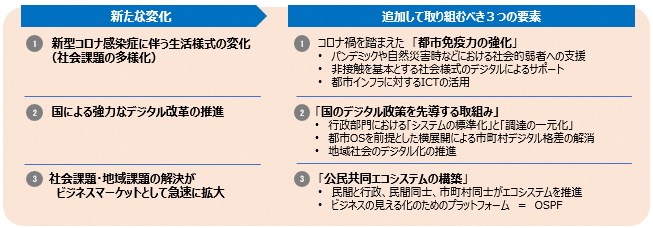 新たな変化
追加して取り組むべき３つの要素
1 新型コロナ感染症に伴う生活様式の変化
（社会課題の多様化）
1 コロナ禍を踏まえた「都市免疫力の強化」
• パンデミックや自然災害時などにおける社会的弱者への支援
• 非接触を基本とする社会様式のデジタルによるサポート
• 都市インフラに対するICTの活用
2 国による強力なデジタル改革の推進
2 「国のデジタル政策を先導する取組み」
• 行政部門における「システムの標準化」と「調達の一元化」
• 都市OSを前提とした横展開による市町村デジタル格差の解消
• 地域社会のデジタル化の推進
3 社会課題・地域課題の解決が
ビジネスマーケットとして急速に拡大
3 「公民共同エコシステムの構築」
• 民間と行政、民間同士、市町村同士がエコシステムを推進
• ビジネスの見える化のためのプラットフォーム ＝ OSPF